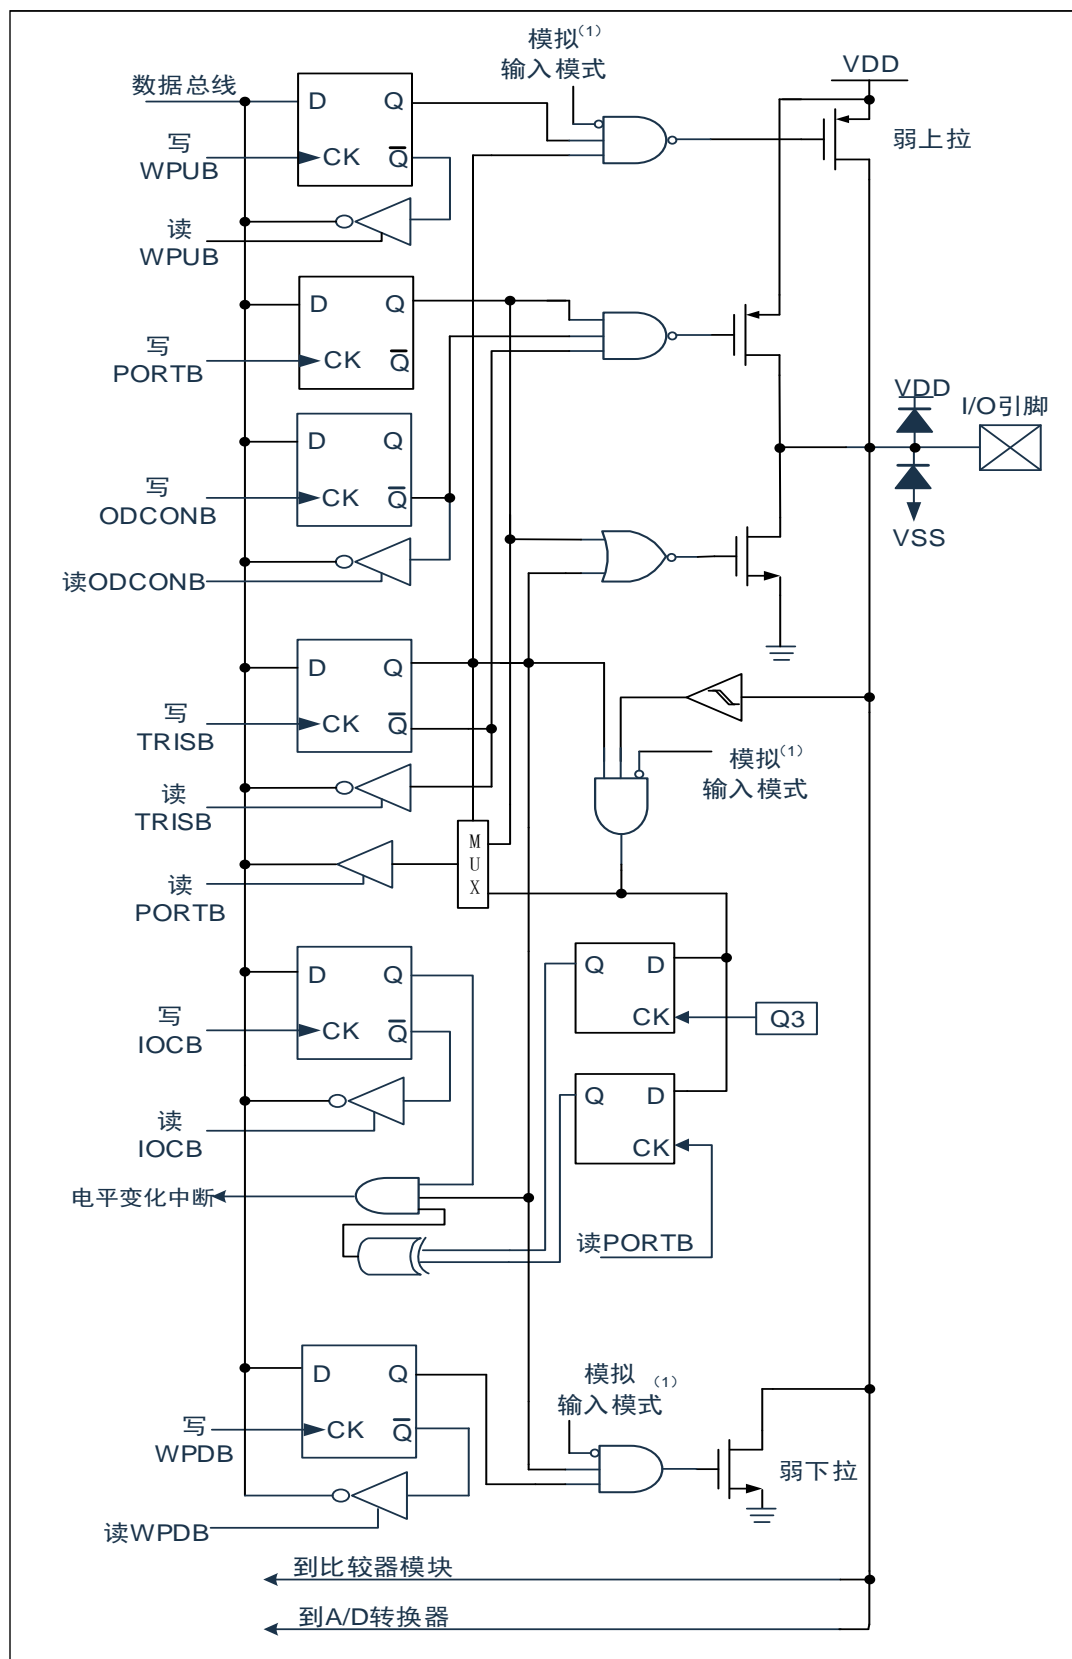 模拟(1)
输入模式
VDD
数据总线
D Q
写
WPUB
CK Q
弱上拉
读
WPUB
D Q
写
PORTB
CK Q
VDD
I/O引脚
D Q
写
ODCONB
CK Q
VSS
读ODCONB
D Q
写
TRISB
CK Q
模拟(1)
输入模式
读
TRISB
MUX
读
PORTB
D Q
Q D
写
IOCB
CK Q
CK
Q3
Q D
读
IOCB
CK
电平变化中断
读PORTB
D Q
模拟(1)
输入模式
写
WPDB
CK Q
弱下拉
读WPDB
到比较器模块
到A/D转换器